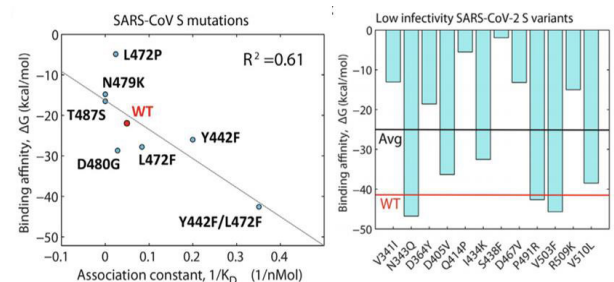 SARS-CoV S mutations
Binding affinity, ΔG (kcal/mol)
0
−10
−20
−30
−40
−50
L472P
R² =0.61
N479K
T487S
WT
Y442F
D480G
L472F
Y442F/L472F
−0.1
0
0.1
0.2
0.3
0.4
Association constant, 1/K_D (1/nMol)
Low infectivity SARS-CoV-2 S variants
Binding affinity, ΔG (kcal/mol)
0
−10
−20
−30
−40
−50
Avg
WT
V341I
N343Q
D364Y
D405V
Q414P
I434K
S438F
D467V
P491R
V503F
R509K
V510L